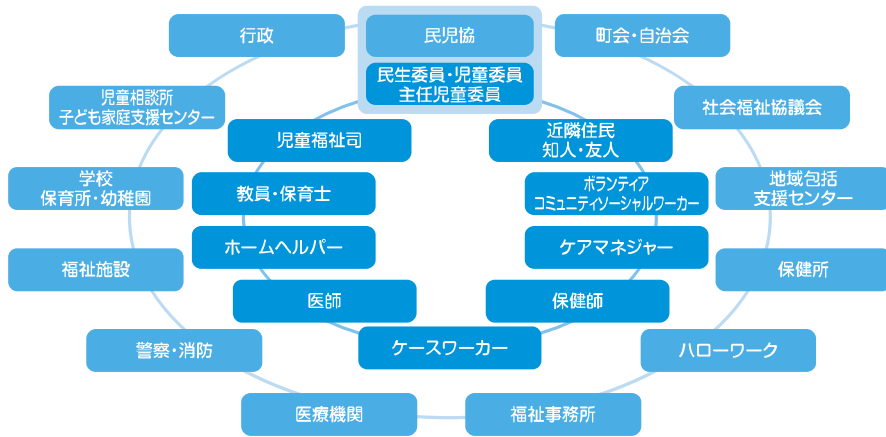 行政
民児協
町会・自治会
民生委員・児童委員
主任児童委員
児童相談所
子ども家庭支援センター
社会福祉協議会
児童福祉司
近隣住民
知人・友人
学校
保育所・幼稚園
教員・保育士
ボランティア
コミュニティソーシャルワーカー
地域包括
支援センター
福祉施設
ホームヘルパー
ケアマネジャー
保健所
医師
保健師
警察・消防
ケースワーカー
ハローワーク
医療機関
福祉事務所